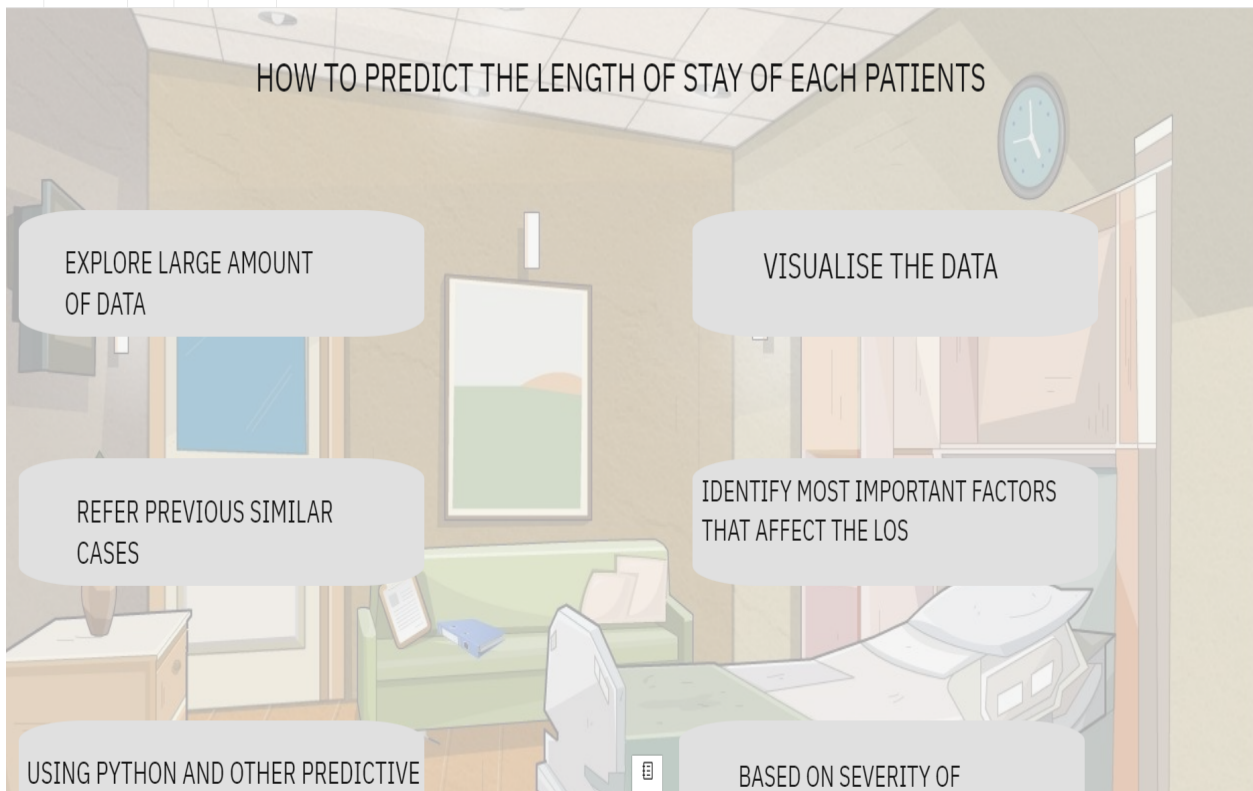 HOW TO PREDICT THE LENGTH OF STAY OF EACH PATIENTS
EXPLORE LARGE AMOUNT
OF DATA
VISUALISE THE DATA
REFER PREVIOUS SIMILAR
CASES
IDENTIFY MOST IMPORTANT FACTORS
THAT AFFECT THE LOS
USING PYTHON AND OTHER PREDICTIVE
BASED ON SEVERITY OF